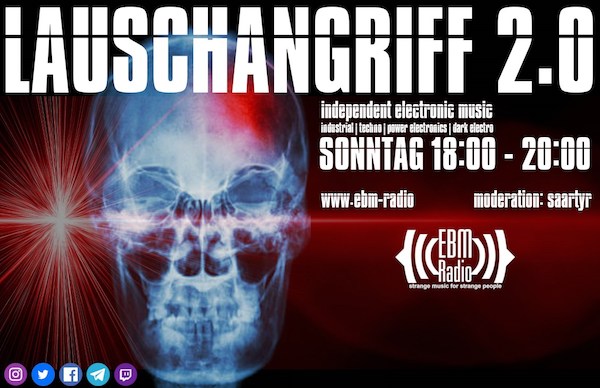 LAUSCHANGRIFF 2.0
independent electronic music
industrial | techno | power electronics | dark electro
SONNTAG 18:00 - 20:00
www.ebm-radio
moderation: saartyr
EBM
Radio
strange music for strange people